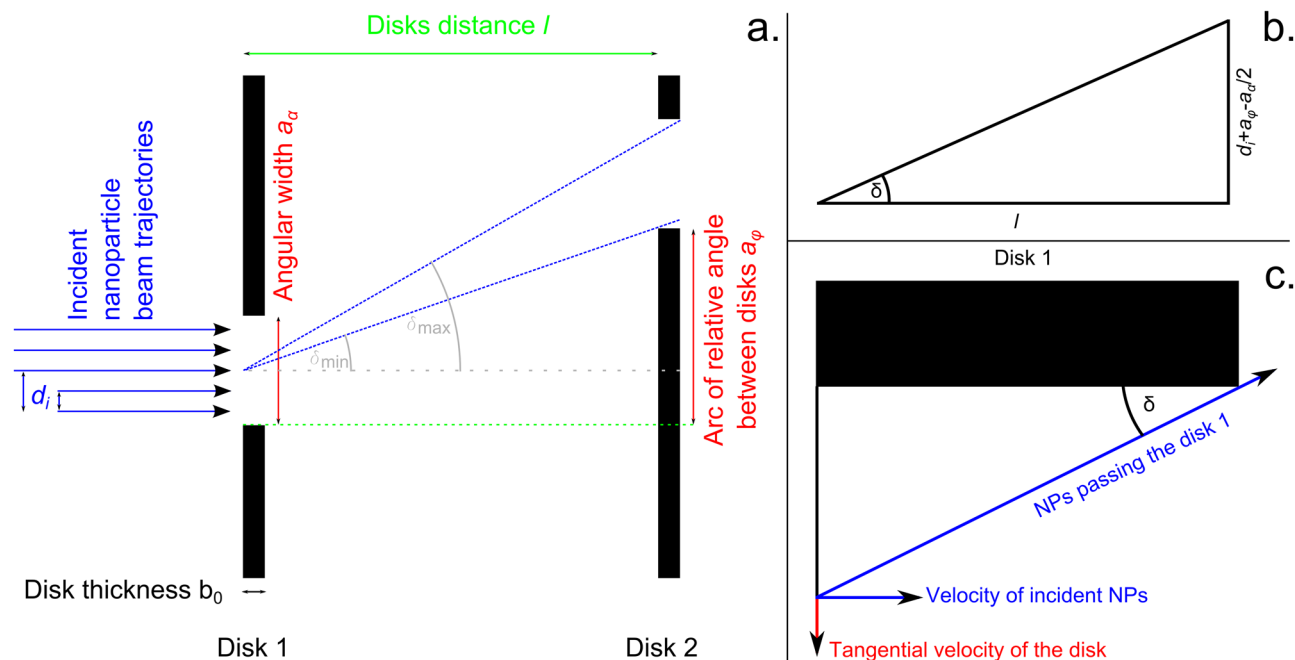 Disks distance l
a.
Incident
nanoparticle
beam trajectories
Angular width aα
δmax
δmin
di
Arc of relative angle
between disks aφ
Disk thickness b0
Disk 1
Disk 2
b.
δ
l
di+aφ-aα/2
Disk 1
c.
δ
NPs passing the disk 1
Velocity of incident NPs
Tangential velocity of the disk